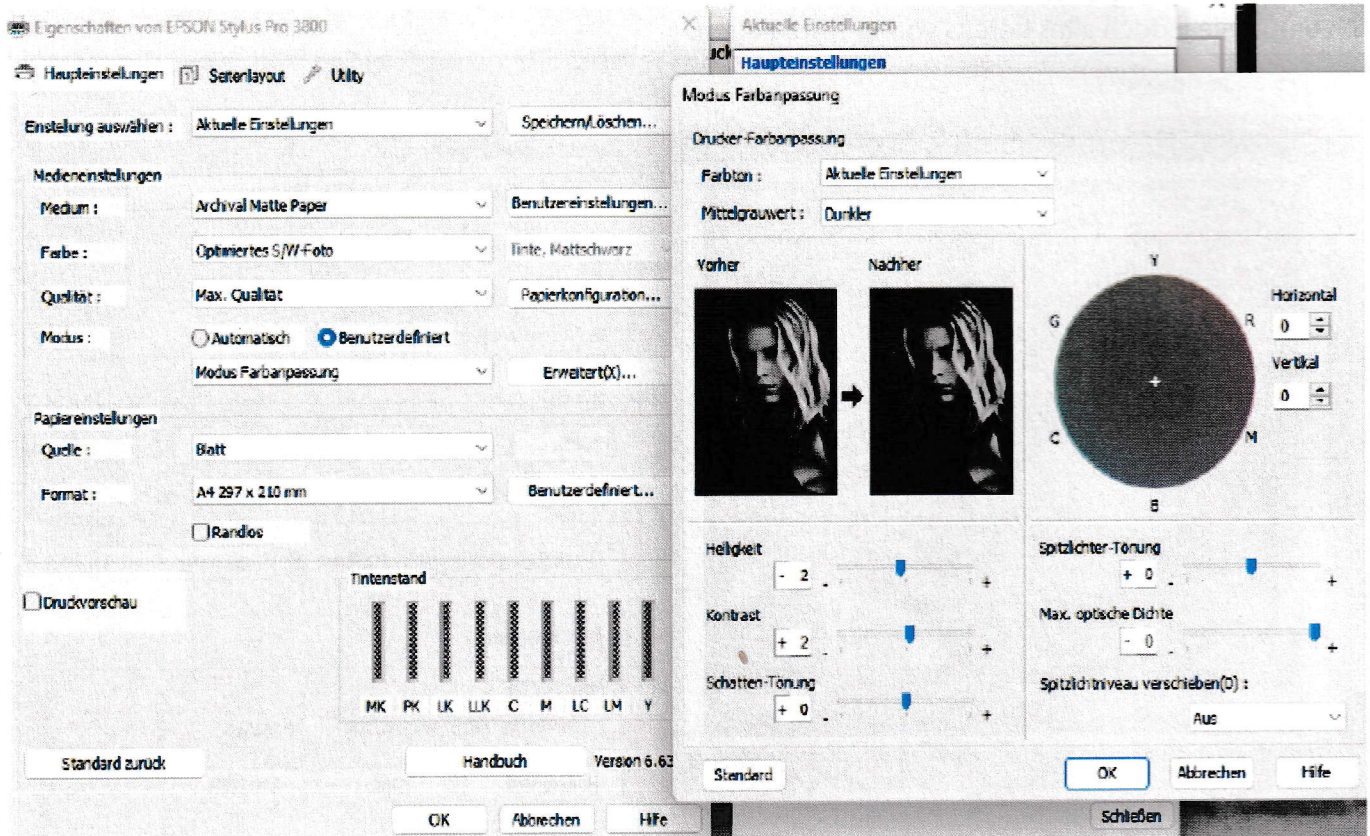 Eigenschaften von EPSON Stylus Pro 3800
Haupteinstellungen
Seitenlayout
Utility
Einstellung auswählen :
Aktuelle Einstellungen
Speichern/Löschen...
Medieneinstellungen
Medium :
Archival Matte Paper
Benutzereinstellungen...
Farbe :
Optimiertes S/W-Foto
Tinte, Mattschwarz
Qualität :
Max. Qualität
Papierkonfiguration...
Modus :
Automatisch
Benutzerdefiniert
Modus Farbanpassung
Erweitert(X)...
Papiereinstellungen
Quelle :
Blatt
Format :
A4 297 x 210 mm
Benutzerdefiniert...
Randlos
Druckvorschau
Tintenstand
MK PK LK LLK C M LC LM Y
Standard zurück
Handbuch
Version 6.63
OK
Abbrechen
Hilfe
Aktuelle Einstellungen
Haupteinstellungen
Modus Farbanpassung
Drucker-Farbanpassung
Farbton :
Aktuelle Einstellungen
Mittelgrauwert :
Dunkler
Vorher
Nachher
Y
G
R
C
M
B
Horizontal
0
Vertikal
0
Helligkeit
- 2
- +
Kontrast
+ 2
- +
Schatten-Tönung
+ 0
- +
Spitzlichter-Tönung
+ 0
- +
Max. optische Dichte
- 0
- +
Spitzlichtniveau verschieben(D) :
Aus
Standard
OK
Abbrechen
Hilfe
Schließen